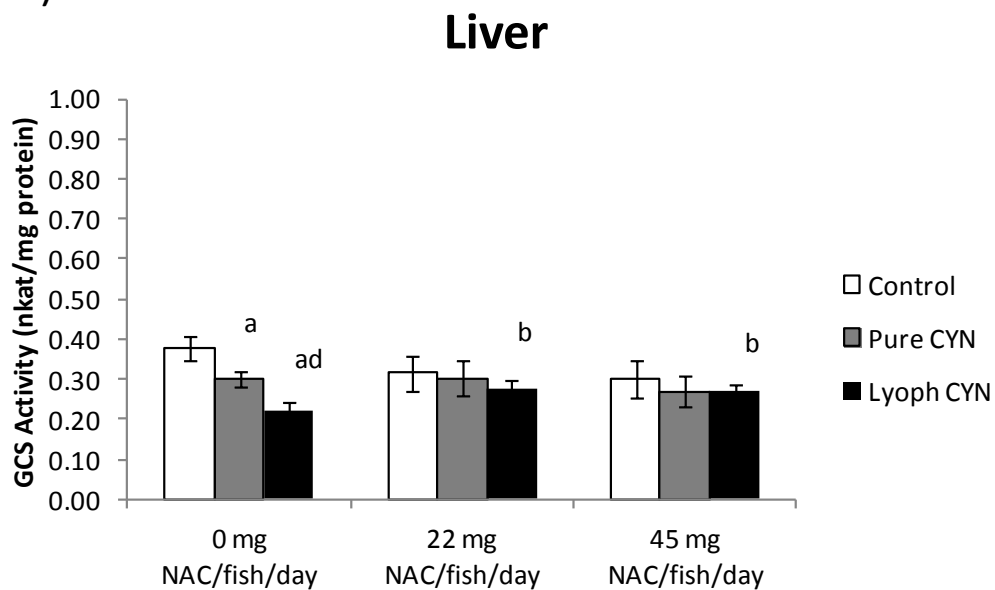 Liver
GCS Activity (nkat/mg protein)
1.00
0.90
0.80
0.70
0.60
0.50
0.40
0.30
0.20
0.10
0.00
a
ad
b
b
0 mg
NAC/fish/day
22 mg
NAC/fish/day
45 mg
NAC/fish/day
Control
Pure CYN
Lyoph CYN